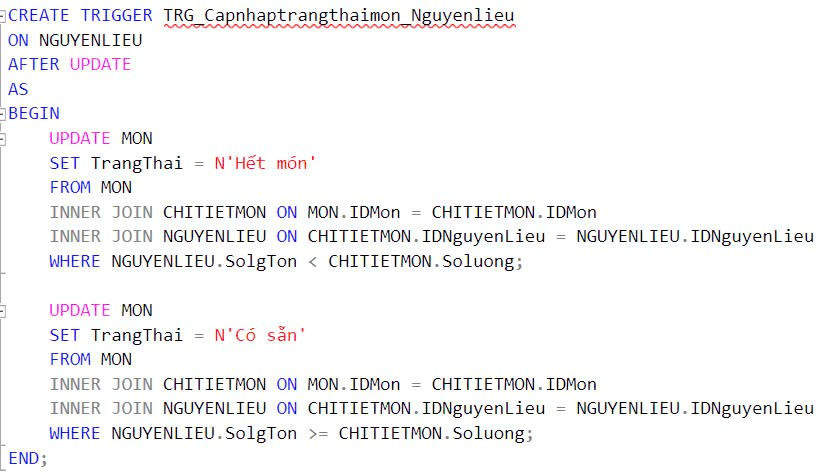 CREATE TRIGGER TRG_Capnhaptrangthaimon_Nguyenlieu
ON NGUYENLIEU
AFTER UPDATE
AS
BEGIN
UPDATE MON
SET TrangThai = N'Hết món'
FROM MON
INNER JOIN CHITIETMON ON MON.IDMon = CHITIETMON.IDMon
INNER JOIN NGUYENLIEU ON CHITIETMON.IDNguyenLieu = NGUYENLIEU.IDNguyenLieu
WHERE NGUYENLIEU.SolgTon < CHITIETMON.Soluong;
UPDATE MON
SET TrangThai = N'Có sẵn'
FROM MON
INNER JOIN CHITIETMON ON MON.IDMon = CHITIETMON.IDMon
INNER JOIN NGUYENLIEU ON CHITIETMON.IDNguyenLieu = NGUYENLIEU.IDNguyenLieu
WHERE NGUYENLIEU.SolgTon >= CHITIETMON.Soluong;
END;